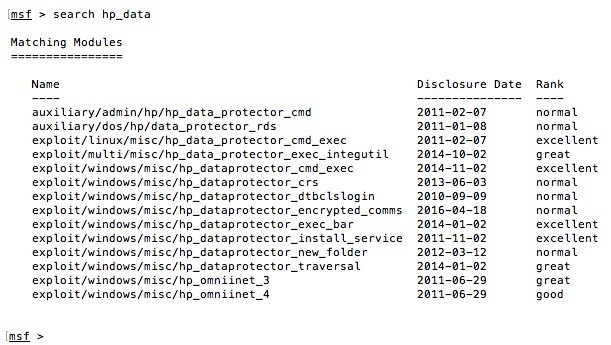 msf > search hp_data
Matching Modules
================
Name Disclosure Date Rank
---- --------------- ----
auxiliary/admin/hp/hp_data_protector_cmd 2011-02-07 normal
auxiliary/dos/hp/data_protector_rds 2011-01-08 normal
exploit/linux/misc/hp_data_protector_cmd_exec 2011-02-07 excellent
exploit/multi/misc/hp_data_protector_exec_integutil 2014-10-02 great
exploit/windows/misc/hp_dataprotector_cmd_exec 2014-11-02 excellent
exploit/windows/misc/hp_dataprotector_crs 2013-06-03 normal
exploit/windows/misc/hp_dataprotector_dtbclslogin 2010-09-09 normal
exploit/windows/misc/hp_dataprotector_encrypted_comms 2016-04-18 normal
exploit/windows/misc/hp_dataprotector_exec_bar 2014-01-02 excellent
exploit/windows/misc/hp_dataprotector_install_service 2011-11-02 excellent
exploit/windows/misc/hp_dataprotector_new_folder 2012-03-12 normal
exploit/windows/misc/hp_dataprotector_traversal 2014-01-02 great
exploit/windows/misc/hp_omniinet_3 2011-06-29 great
exploit/windows/misc/hp_omniinet_4 2011-06-29 good
msf >